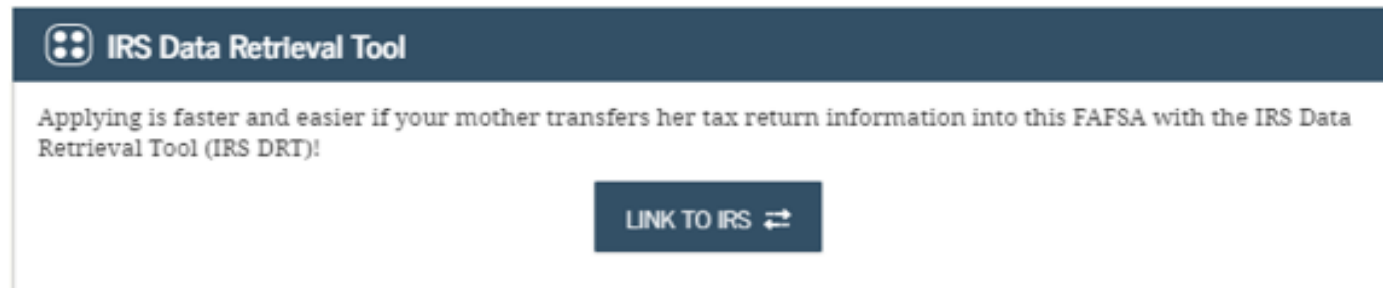 IRS Data Retrieval Tool
Applying is faster and easier if your mother transfers her tax return information into this FAFSA with the IRS Data
Retrieval Tool (IRS DRT)!
LINK TO IRS